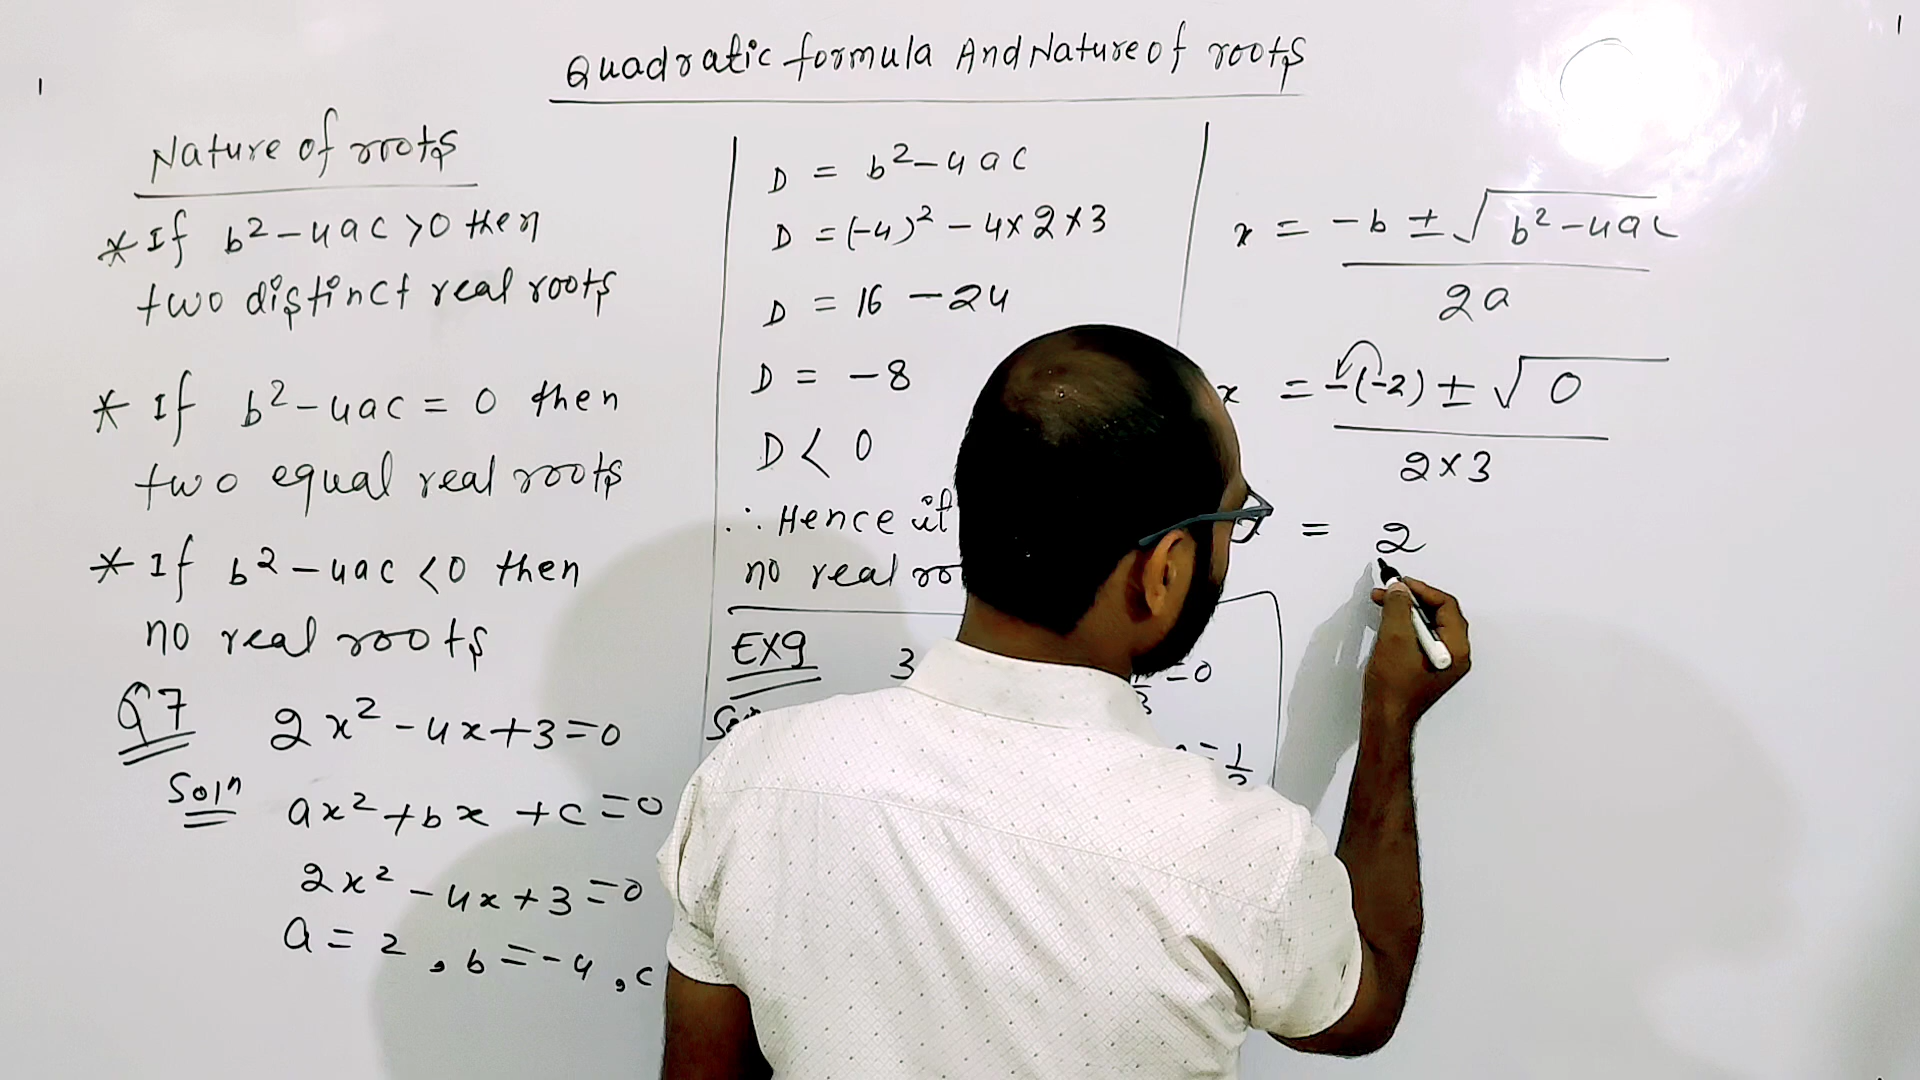 Quadratic formula And Nature of roots
Nature of roots
* If b²-4ac >0 then
two distinct real roots
* If b²-4ac = 0 then
two equal real roots
* If b²-4ac <0 then
no real roots
Q7 2x²-4x+3=0
Soln ax²+bx+c=0
2x²-4x+3=0
a=2, b=-4, c
D = b²-4ac
D = (-4)² - 4×2×3
D = 16 - 24
D = -8
D < 0
∴ Hence it
no real
EX9 3 =0
x = -b ± √b²-4ac / 2a
x = -(-2) ± √0 / 2×3
= 2